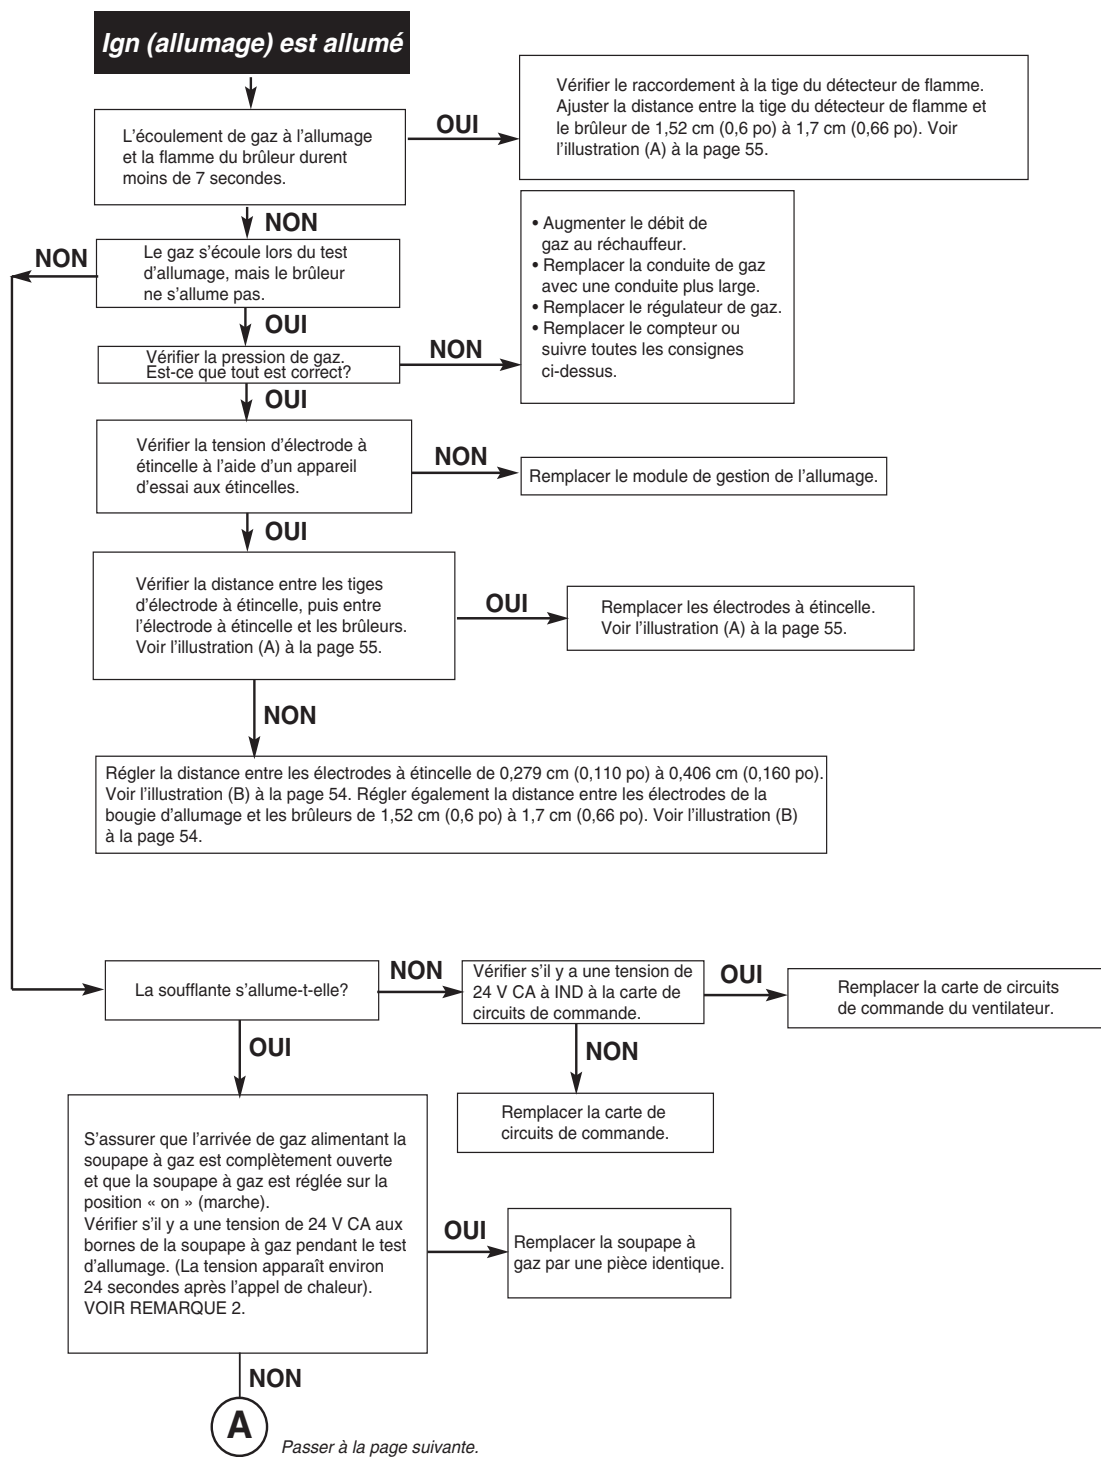 Ign (allumage) est allumé
L'écoulement de gaz à l'allumage
et la flamme du brûleur durent
moins de 7 secondes.
OUI
Vérifier le raccordement à la tige du détecteur de flamme.
Ajuster la distance entre la tige du détecteur de flamme et
le brûleur de 1,52 cm (0,6 po) à 1,7 cm (0,66 po). Voir
l'illustration (A) à la page 55.
NON
Le gaz s'écoule lors du test
d'allumage, mais le brûleur
ne s'allume pas.
NON
OUI
Vérifier la pression de gaz.
Est-ce que tout est correct?
NON
• Augmenter le débit de
gaz au réchauffeur.
• Remplacer la conduite de gaz
avec une conduite plus large.
• Remplacer le régulateur de gaz.
• Remplacer le compteur ou
suivre toutes les consignes
ci-dessus.
OUI
Vérifier la tension d'électrode à
étincelle à l'aide d'un appareil
d'essai aux étincelles.
NON
Remplacer le module de gestion de l'allumage.
OUI
Vérifier la distance entre les tiges
d'électrode à étincelle, puis entre
l'électrode à étincelle et les brûleurs.
Voir l'illustration (A) à la page 55.
OUI
Remplacer les électrodes à étincelle.
Voir l'illustration (A) à la page 55.
NON
Régler la distance entre les électrodes à étincelle de 0,279 cm (0,110 po) à 0,406 cm (0,160 po).
Voir l'illustration (B) à la page 54. Régler également la distance entre les électrodes de la
bougie d'allumage et les brûleurs de 1,52 cm (0,6 po) à 1,7 cm (0,66 po). Voir l'illustration (B)
à la page 54.
La soufflante s'allume-t-elle?
NON
Vérifier s'il y a une tension de
24 V CA à IND à la carte de
circuits de commande.
OUI
Remplacer la carte de circuits
de commande du ventilateur.
NON
Remplacer la carte de
circuits de commande.
OUI
S'assurer que l'arrivée de gaz alimentant la
soupape à gaz est complètement ouverte
et que la soupape à gaz est réglée sur la
position « on » (marche).
Vérifier s'il y a une tension de 24 V CA aux
bornes de la soupape à gaz pendant le test
d'allumage. (La tension apparaît environ
24 secondes après l'appel de chaleur).
VOIR REMARQUE 2.
OUI
Remplacer la soupape à
gaz par une pièce identique.
NON
A
Passer à la page suivante.